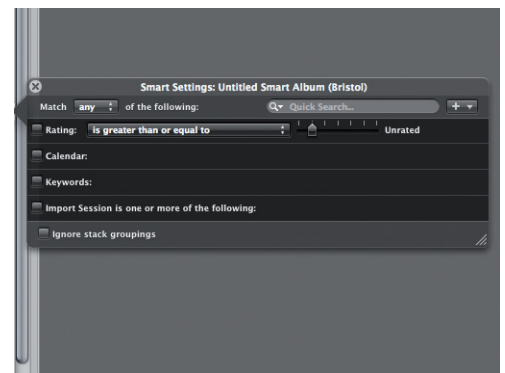 Smart Settings: Untitled Smart Album (Bristol)
Match any of the following: Quick Search...
Rating: is greater than or equal to Unrated
Calendar:
Keywords:
Import Session is one or more of the following:
Ignore stack groupings